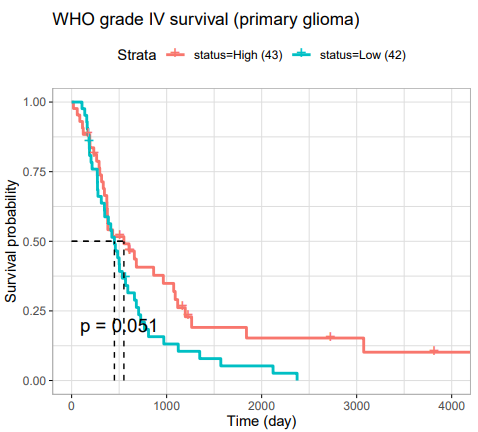 WHO grade IV survival (primary glioma)
Strata status=High (43) status=Low (42)
Survival probability
1.00
0.75
0.50
0.25
0.00
p = 0.051
0 1000 2000 3000 4000
Time (day)